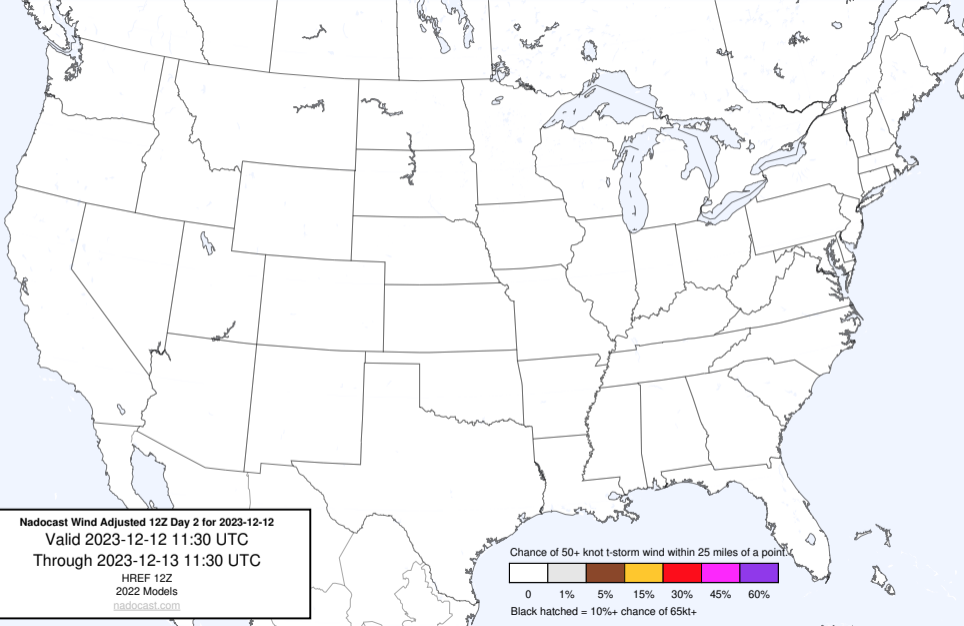 Nadocast Wind Adjusted 12Z Day 2 for 2023-12-12
Valid 2023-12-12 11:30 UTC
Through 2023-12-13 11:30 UTC
HREF 12Z
2022 Models
nadocast.com
Chance of 50+ knot t-storm wind within 25 miles of a point.
0 1% 5% 15% 30% 45% 60%
Black hatched = 10%+ chance of 65kt+